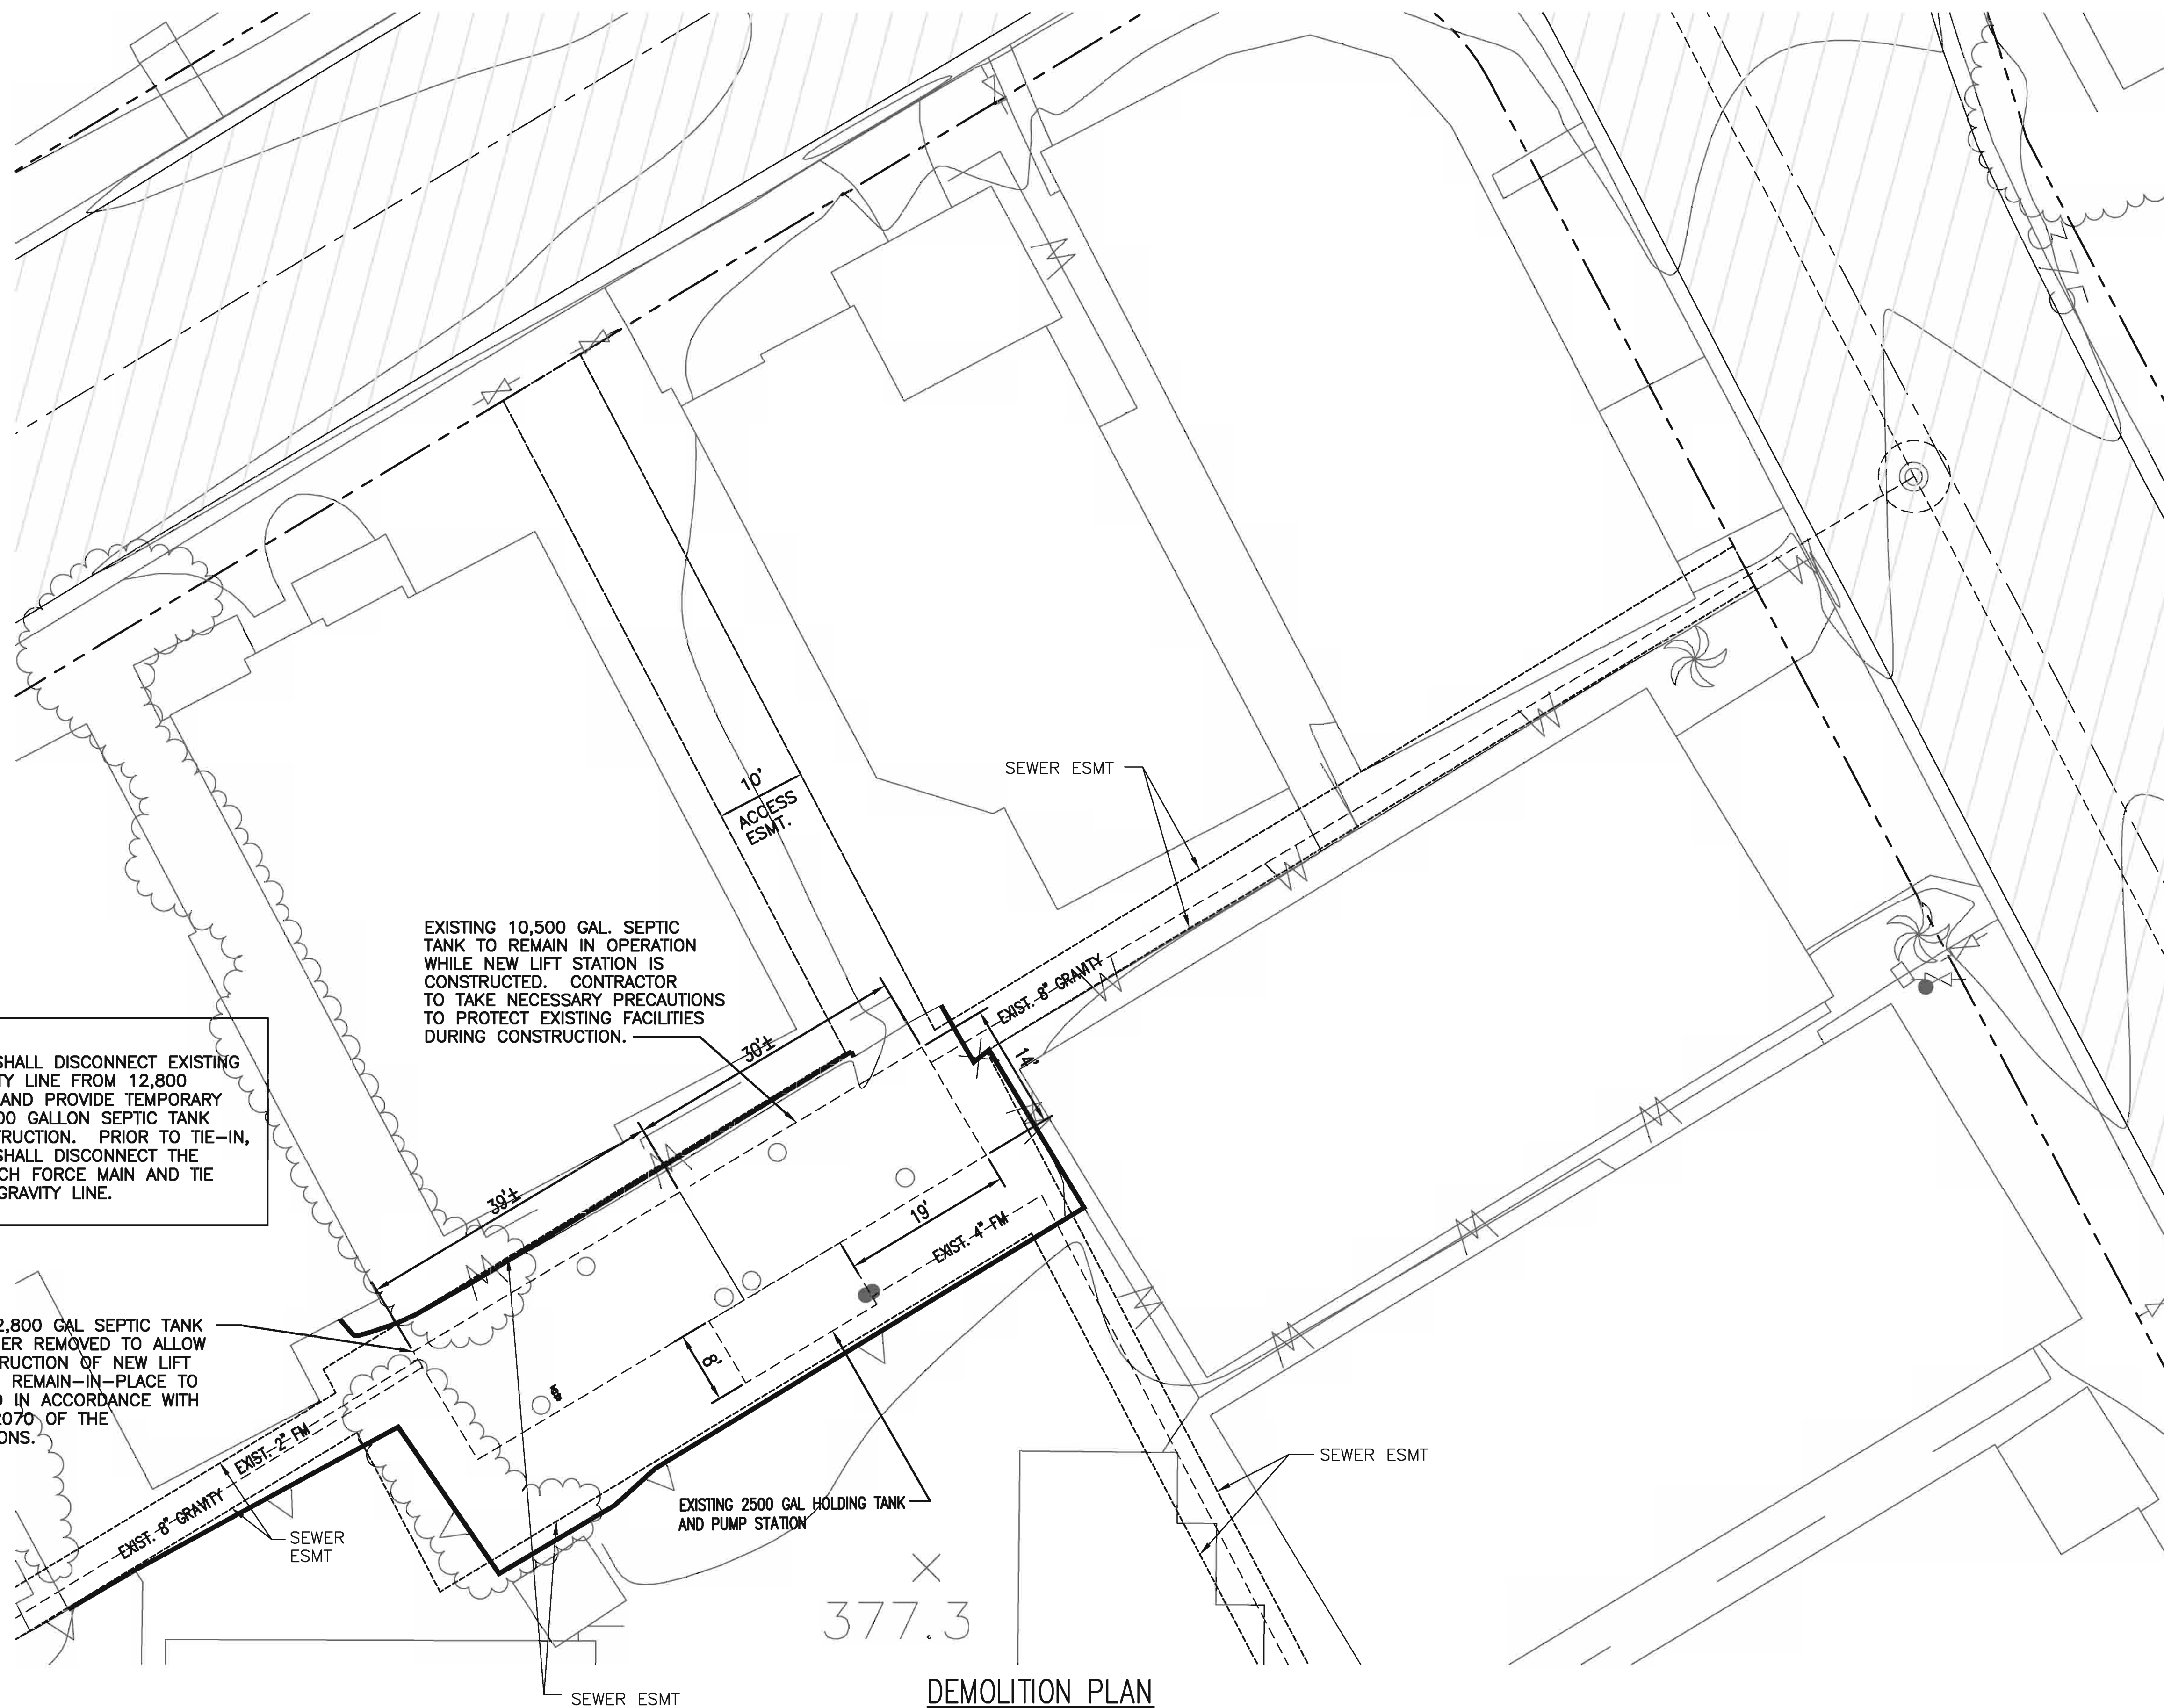 10'
ACCESS
ESMT.
SEWER ESMT
EXISTING 10,500 GAL. SEPTIC
TANK TO REMAIN IN OPERATION
WHILE NEW LIFT STATION IS
CONSTRUCTED. CONTRACTOR
TO TAKE NECESSARY PRECAUTIONS
TO PROTECT EXISTING FACILITIES
DURING CONSTRUCTION.
EXIST. 8" GRAVITY
30'±
14'
SHALL DISCONNECT EXISTING
TY LINE FROM 12,800
AND PROVIDE TEMPORARY
00 GALLON SEPTIC TANK
TRUCTION. PRIOR TO TIE-IN,
SHALL DISCONNECT THE
CH FORCE MAIN AND TIE
GRAVITY LINE.
39'±
19'
EXIST. 4" FM
2,800 GAL SEPTIC TANK
ER REMOVED TO ALLOW
RUCTION OF NEW LIFT
REMAIN-IN-PLACE TO
IN ACCORDANCE WITH
2070 OF THE
ONS.
8'
EXIST. 2" FM
EXIST. 8" GRAVITY
SEWER
ESMT
EXISTING 2500 GAL HOLDING TANK
AND PUMP STATION
SEWER ESMT
377.3
SEWER ESMT
DEMOLITION PLAN